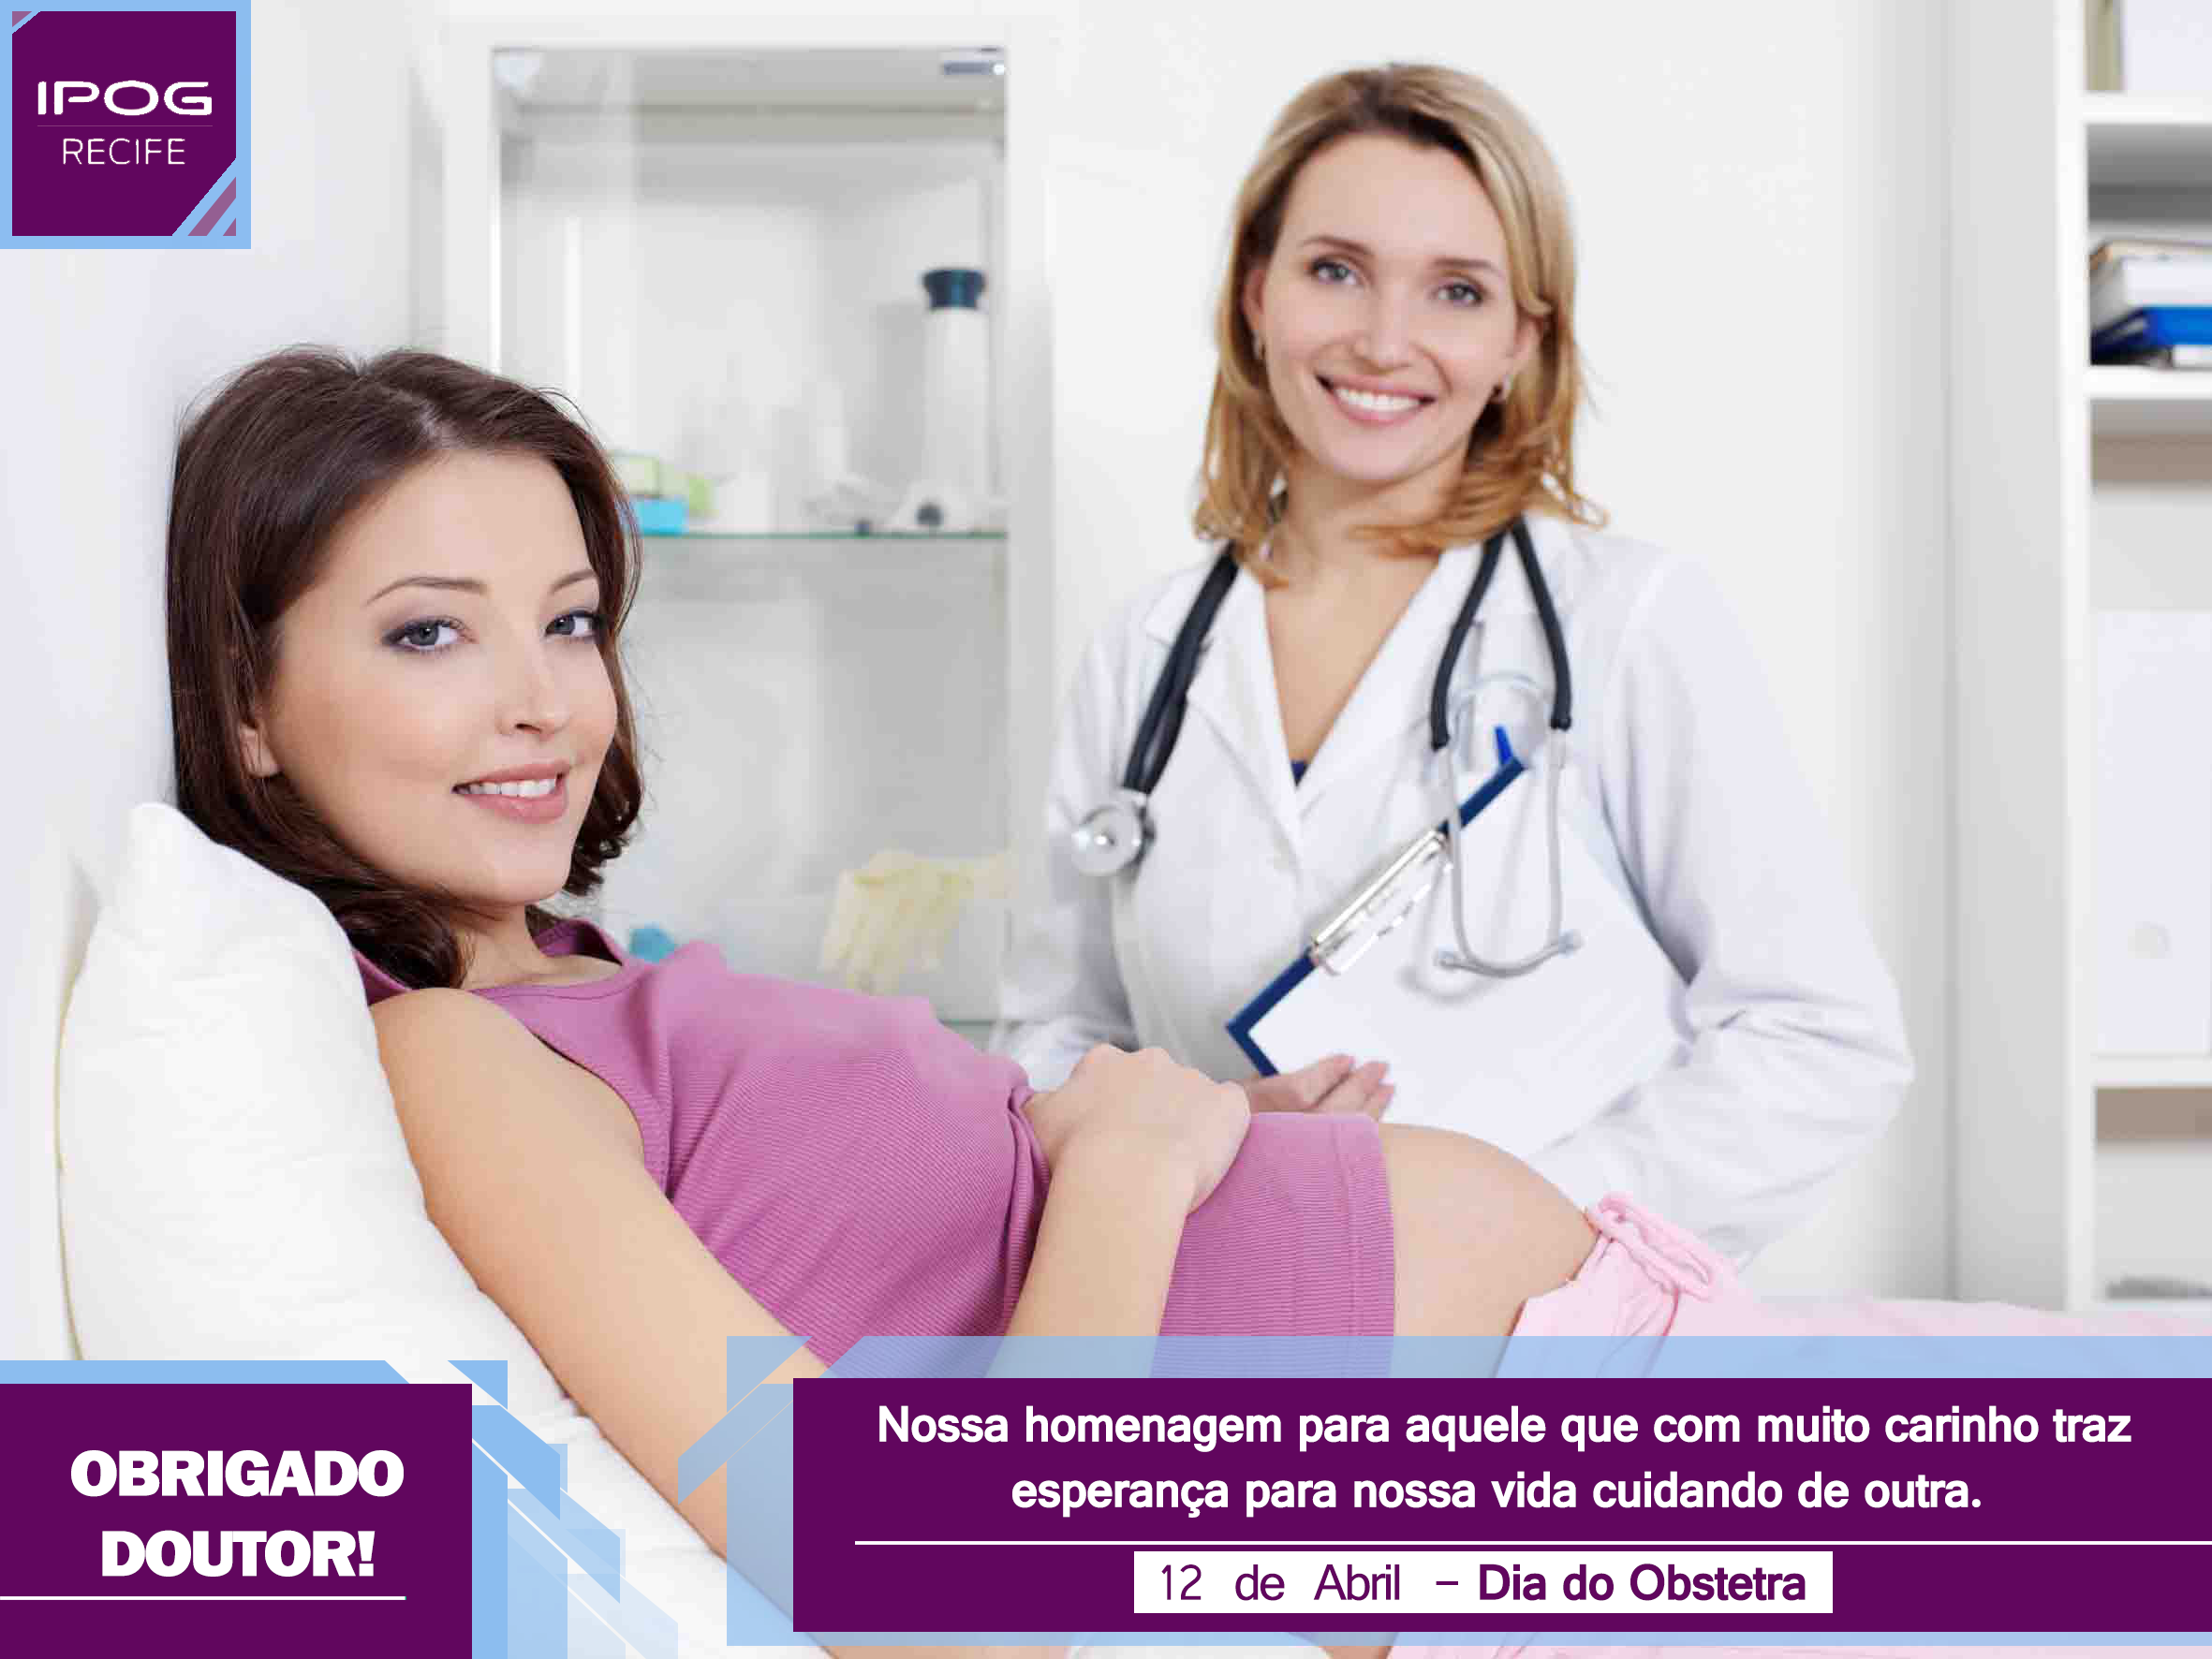 IPOG
RECIFE
OBRIGADO
DOUTOR!
Nossa homenagem para aquele que com muito carinho traz
esperança para nossa vida cuidando de outra.
12 de Abril - Dia do Obstetra